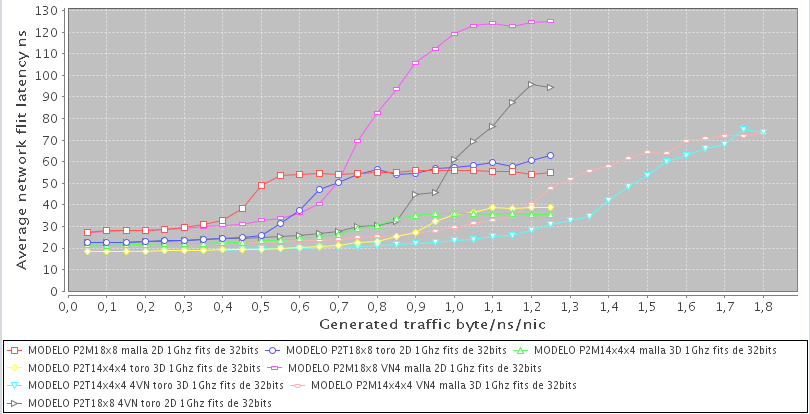 Average network flit latency ns
130
120
110
100
90
80
70
60
50
40
30
20
10
0
0,0 0,1 0,2 0,3 0,4 0,5 0,6 0,7 0,8 0,9 1,0 1,1 1,2 1,3 1,4 1,5 1,6 1,7 1,8
Generated traffic byte/ns/nic
MODELO P2M18x8 malla 2D 1Ghz fits de 32bits MODELO P2T18x8 toro 2D 1Ghz fits de 32bits MODELO P2M14x4x4 malla 3D 1Ghz fits de 32bits
MODELO P2T14x4x4 toro 3D 1Ghz fits de 32bits MODELO P2M18x8 VN4 malla 2D 1Ghz fits de 32bits
MODELO P2T14x4x4 4VN toro 3D 1Ghz fits de 32bits MODELO P2M14x4x4 VN4 malla 3D 1Ghz fits de 32bits
MODELO P2T18x8 4VN toro 2D 1Ghz fits de 32bits